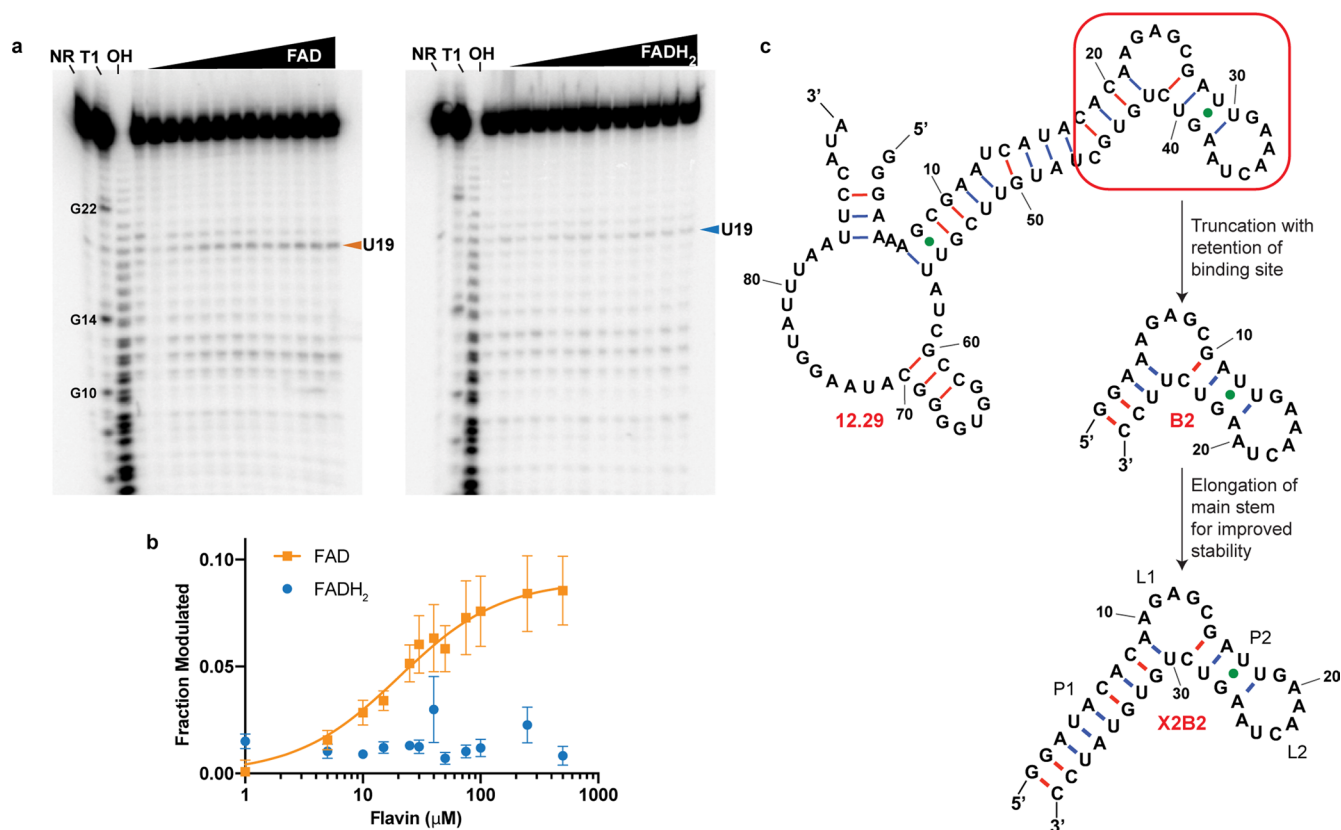 a
NR T1 OH
FAD
G22
G14
G10
U19
NR T1 OH
FADH2
U19
b
FAD
FADH2
Fraction Modulated
0.10
0.05
0.00
1
10
100
1000
Flavin (µM)
c
3’
5’
10
20
30
40
50
60
70
80
12.29
Truncation with
retention of
binding site
GGAAAGAGCGAUUGAAACUAAGUCUUCC
5’
3’
10
20
B2
Elongation of
main stem
for improved
stability
GGAUACACAAGAGCGAUUGAAACUAAGUCUGUGUAUCC
L1
10
P1
P2
20
30
L2
X2B2
5’
3’